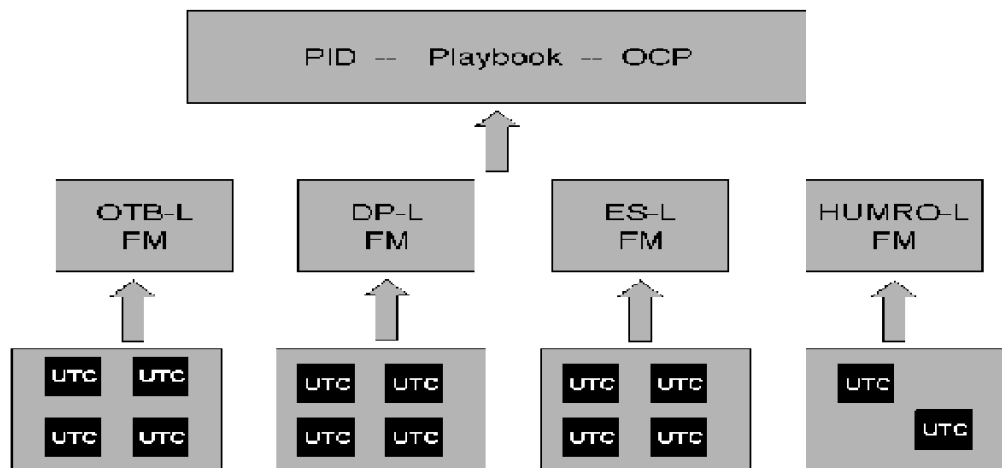 PID -- Playbook -- OCP
OTB-L
FM
DP-L
FM
ES-L
FM
HUMRO-L
FM
UTC UTC
UTC UTC
UTC UTC
UTC UTC
UTC UTC
UTC UTC
UTC
UTC